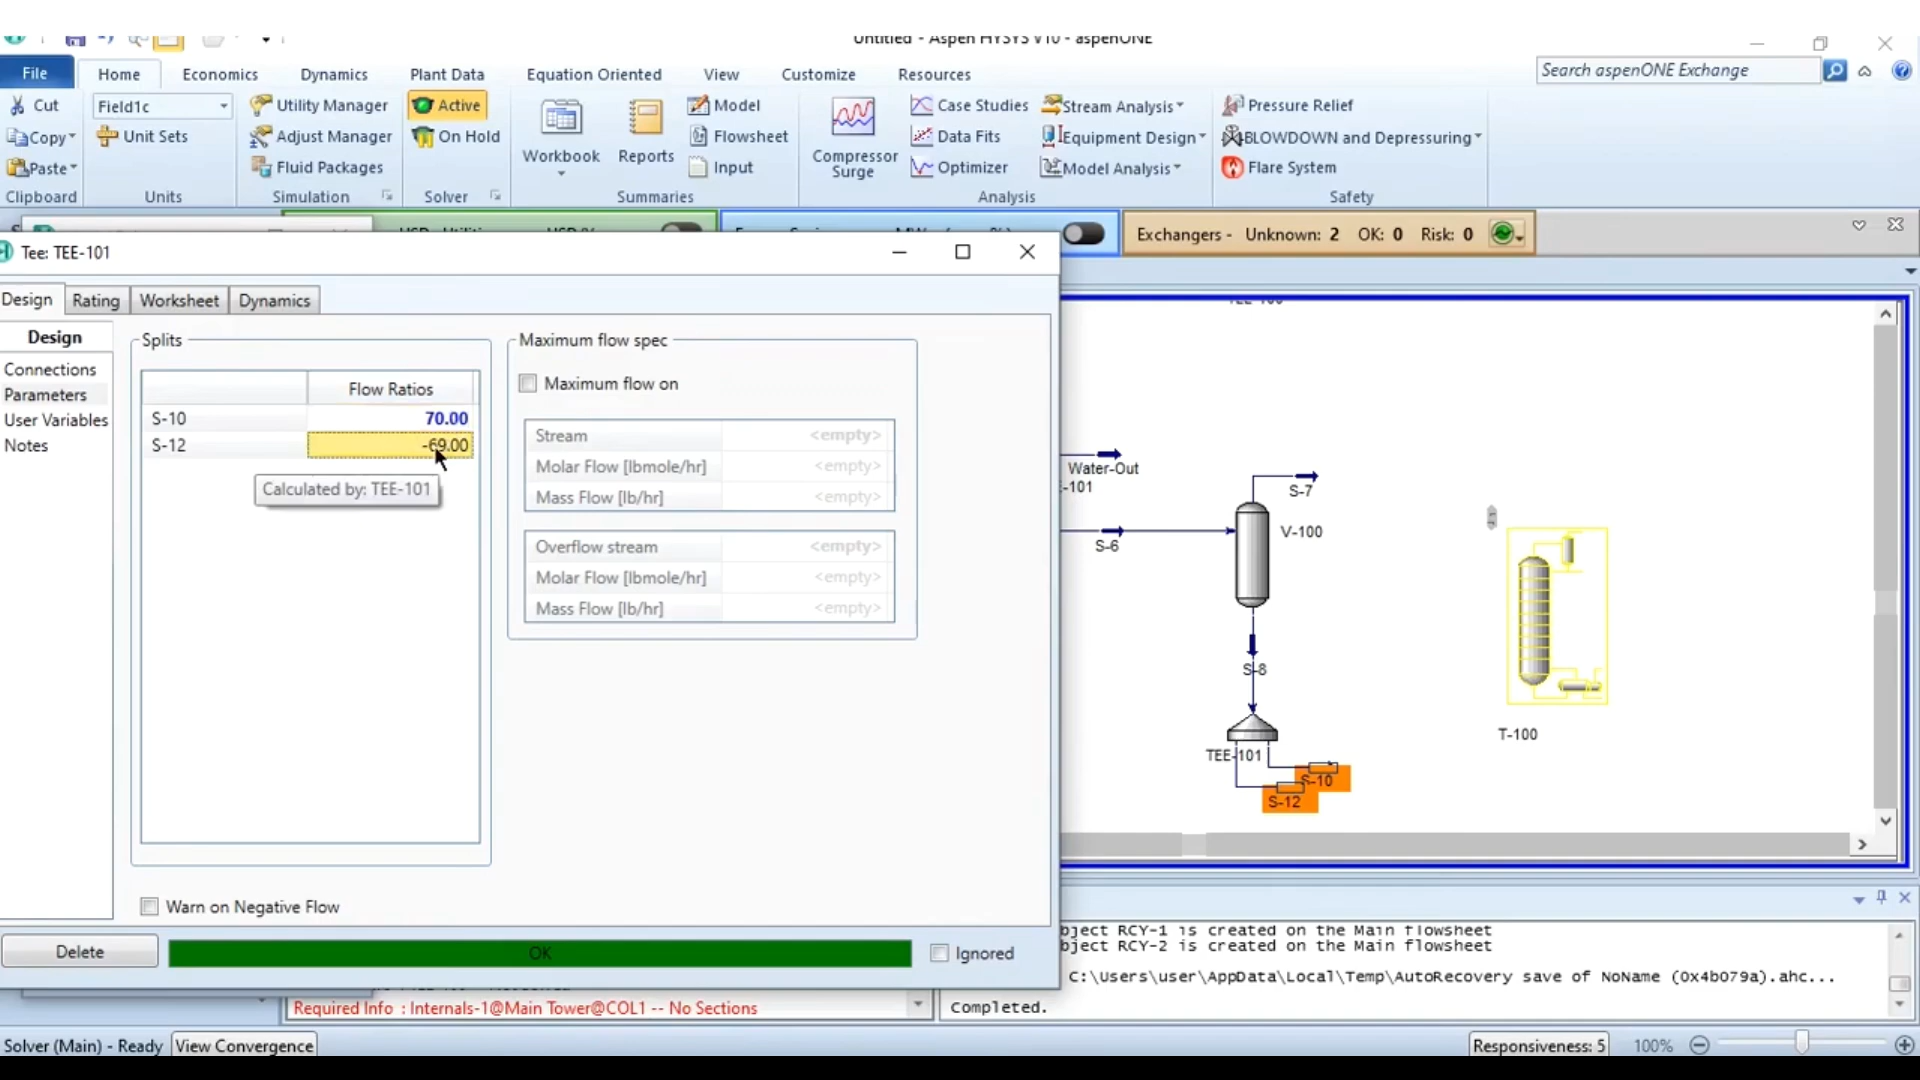 Untitled - Aspen HYSYS V10 - aspenONE
File Home Economics Dynamics Plant Data Equation Oriented View Customize Resources
Search aspenONE Exchange
Cut
Copy
Paste
Clipboard
Field1c
Unit Sets
Units
Utility Manager
Adjust Manager
Fluid Packages
Simulation
Active
On Hold
Solver
Workbook
Reports
Model
Flowsheet
Input
Summaries
Compressor
Surge
Case Studies
Data Fits
Optimizer
Stream Analysis
Equipment Design
Model Analysis
Analysis
Pressure Relief
BLOWDOWN and Depressuring
Flare System
Safety
Exchangers - Unknown: 2 OK: 0 Risk: 0
Tee: TEE-101
Design Rating Worksheet Dynamics
Design
Connections
Parameters
User Variables
Notes
Splits
Flow Ratios
S-10 70.00
S-12 -69.00
Calculated by: TEE-101
Maximum flow spec
Maximum flow on
Stream <empty>
Molar Flow [lbmole/hr] <empty>
Mass Flow [lb/hr] <empty>
Overflow stream <empty>
Molar Flow [lbmole/hr] <empty>
Mass Flow [lb/hr] <empty>
Warn on Negative Flow
Delete
OK
Ignored
Water-Out
-101
S-6
S-7
V-100
S-8
TEE-101
S-10
S-12
T-100
bject RCY-1 is created on the Main flowsheet
bject RCY-2 is created on the Main flowsheet
C:\Users\user\AppData\Local\Temp\AutoRecovery save of NoName (0x4b079a).ahc...
Completed.
Required Info : Internals-1@Main Tower@COL1 -- No Sections
Solver (Main) - Ready View Convergence
Responsiveness: 5 100%